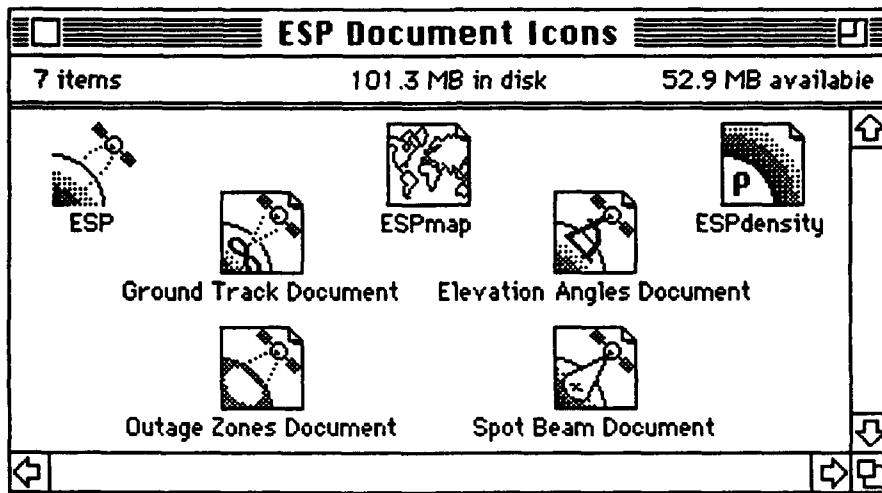 ESP Document Icons
7 items 101.3 MB in disk 52.9 MB available
ESP ESPmap ρ ESPdensity
Ground Track Document Elevation Angles Document
x
Outage Zones Document Spot Beam Document